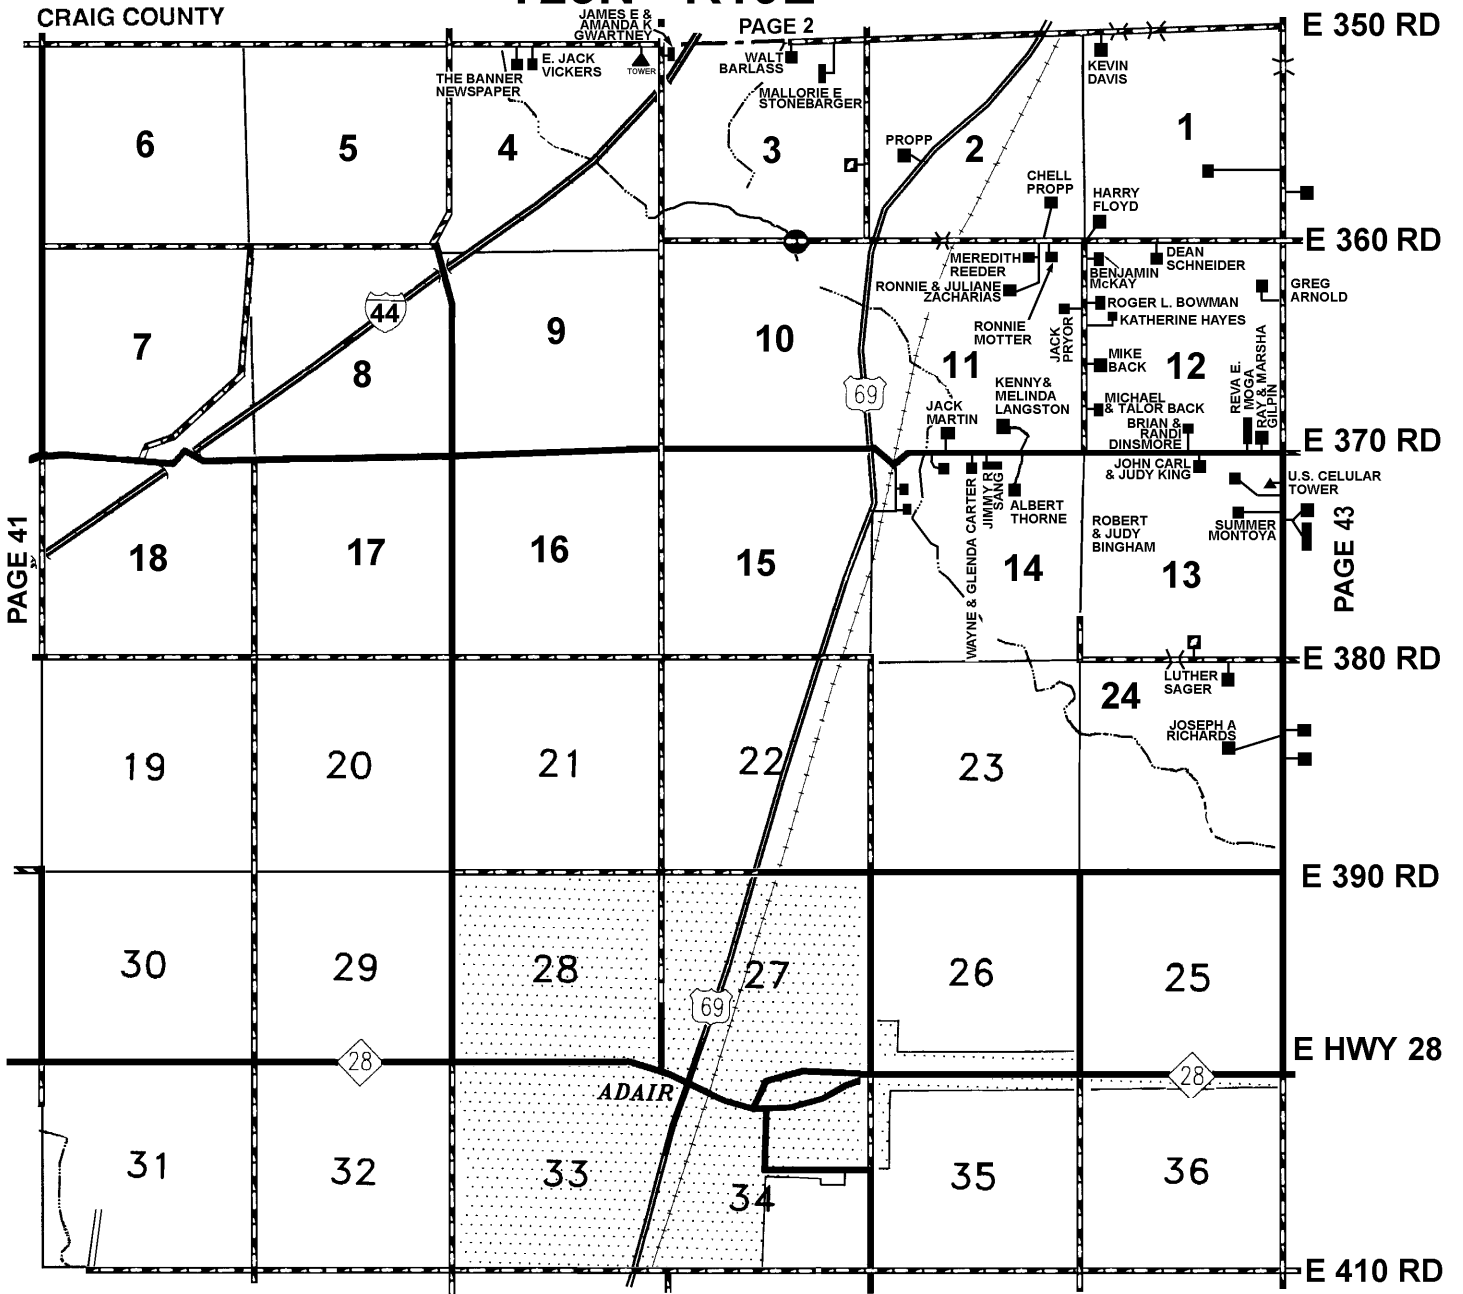 CRAIG COUNTY
JAMES E &
AMANDA K
GWARTNEY
PAGE 2
E 350 RD
THE BANNER
NEWSPAPER
E. JACK
VICKERS
TOWER
WALT
BARLASS
MALLORIE E
STONEBARGER
KEVIN
DAVIS
6
5
4
3
2
1
PROPP
CHELL
PROPP
HARRY
FLOYD
E 360 RD
MEREDITH
REEDER
RONNIE & JULIANE
ZACHARIAS
BENJAMIN
McKAY
DEAN
SCHNEIDER
GREG
ARNOLD
RONNIE
MOTTER
JACK
PRYOR
ROGER L. BOWMAN
KATHERINE HAYES
44
7
8
9
10
11
12
69
MIKE
BACK
KENNY&
MELINDA
LANGSTON
JACK
MARTIN
MICHAEL
& TALOR BACK
BRIAN &
RANDI
DINSMORE
REVA E.
MOGA
RAY & MARSHA
GILPIN
E 370 RD
JOHN CARL
& JUDY KING
U.S. CELULAR
TOWER
WAYNE & GLENDA CARTER
JIMMY R
SANG
ALBERT
THORNE
ROBERT
& JUDY
BINGHAM
SUMMER
MONTOYA
PAGE 41
PAGE 43
18
17
16
15
14
13
E 380 RD
LUTHER
SAGER
JOSEPH A
RICHARDS
19
20
21
22
23
24
E 390 RD
30
29
28
27
26
25
69
E HWY 28
28
28
ADAIR
31
32
33
34
35
36
E 410 RD